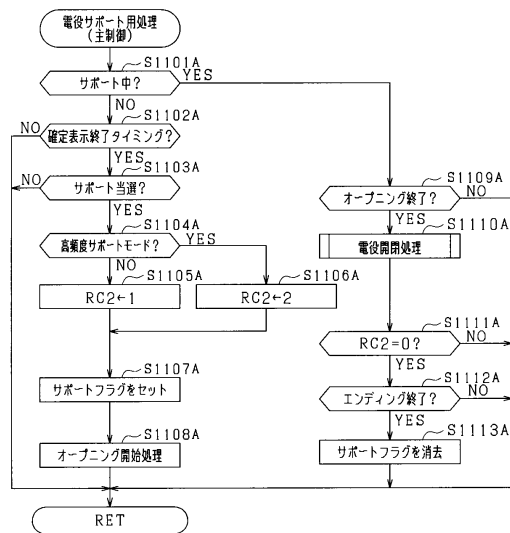 電役サポート用処理
(主制御)
S1101A
サポート中?
YES
NO
S1102A
NO
確定表示終了タイミング?
YES
S1103A
NO
サポート当選?
YES
S1104A
高頻度サポートモード?
YES
NO
S1105A
RC2←1
S1106A
RC2←2
S1107A
サポートフラグをセット
S1108A
オープニング開始処理
RET
S1109A
オープニング終了?
NO
YES
S1110A
電役開閉処理
S1111A
RC2=0?
NO
YES
S1112A
エンディング終了?
NO
YES
S1113A
サポートフラグを消去